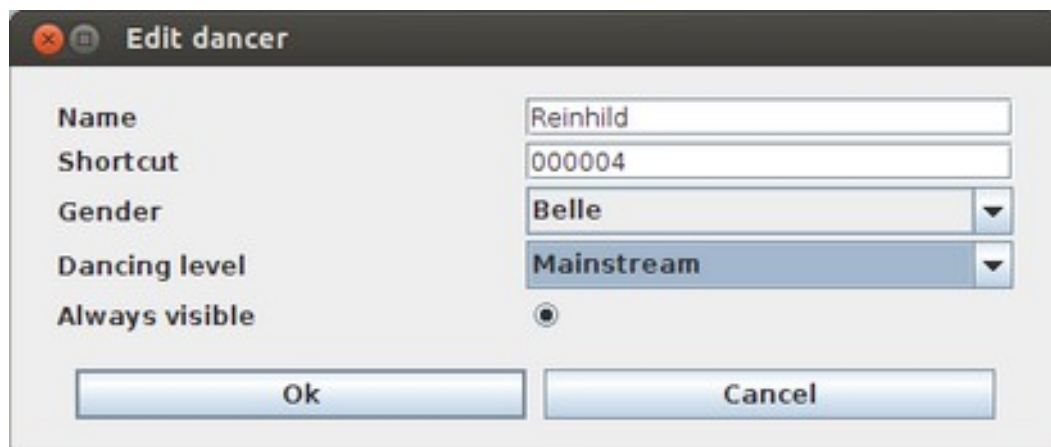 Edit dancer
Name Reinhild
Shortcut 000004
Gender Belle
Dancing level Mainstream
Always visible
Ok Cancel